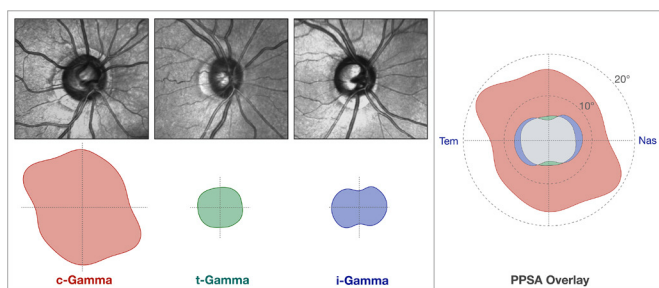 20°
10°
Tem
Nas
c-Gamma
t-Gamma
i-Gamma
PPSA Overlay